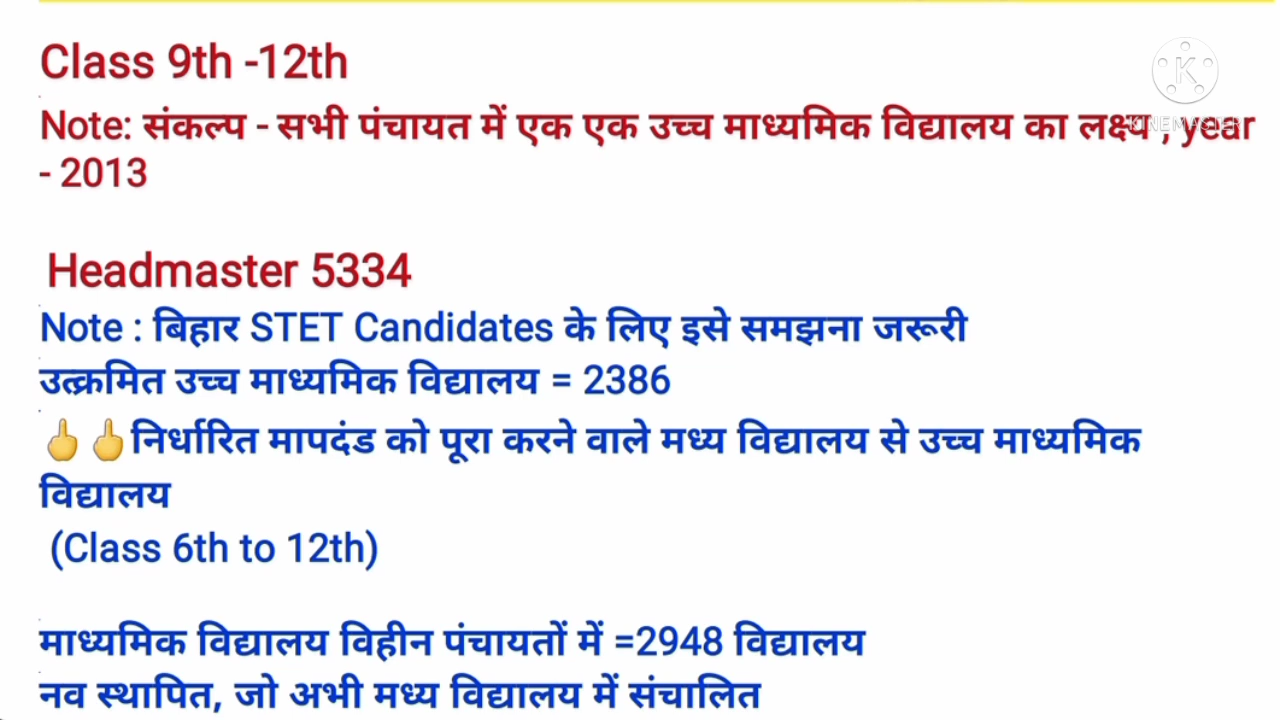 Class 9th -12th
K
KINEMASTER
Note: संकल्प - सभी पंचायत में एक एक उच्च माध्यमिक विद्यालय का लक्ष्य , year
- 2013
Headmaster 5334
Note : बिहार STET Candidates के लिए इसे समझना जरूरी
उत्क्रमित उच्च माध्यमिक विद्यालय = 2386
🖕🖕निर्धारित मापदंड को पूरा करने वाले मध्य विद्यालय से उच्च माध्यमिक
विद्यालय
(Class 6th to 12th)
माध्यमिक विद्यालय विहीन पंचायतों में =2948 विद्यालय
नव स्थापित, जो अभी मध्य विद्यालय में संचालित